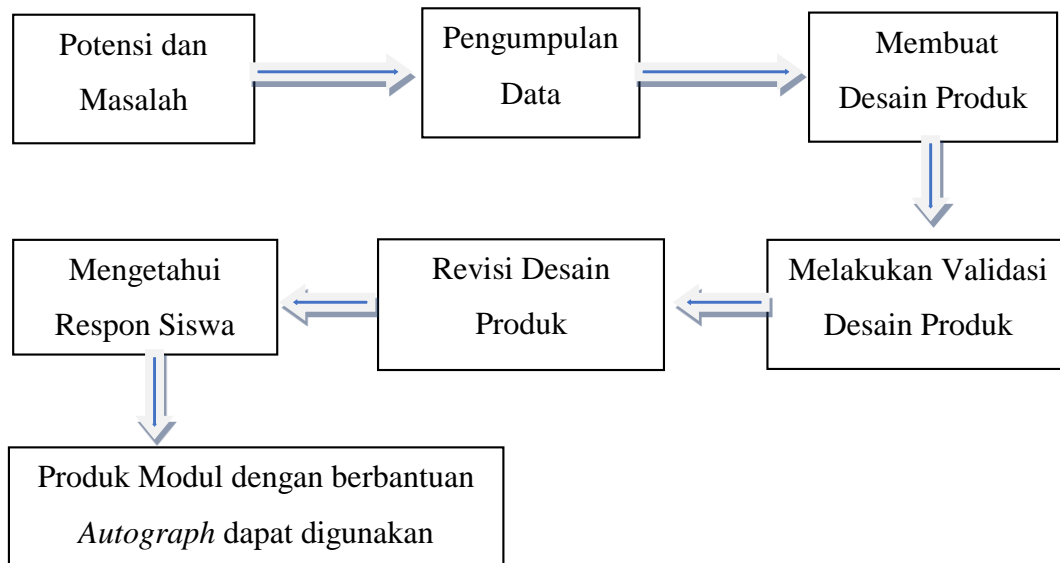 Potensi dan
Masalah
Pengumpulan
Data
Membuat
Desain Produk
Melakukan Validasi
Desain Produk
Revisi Desain
Produk
Mengetahui
Respon Siswa
Produk Modul dengan berbantuan
Autograph dapat digunakan